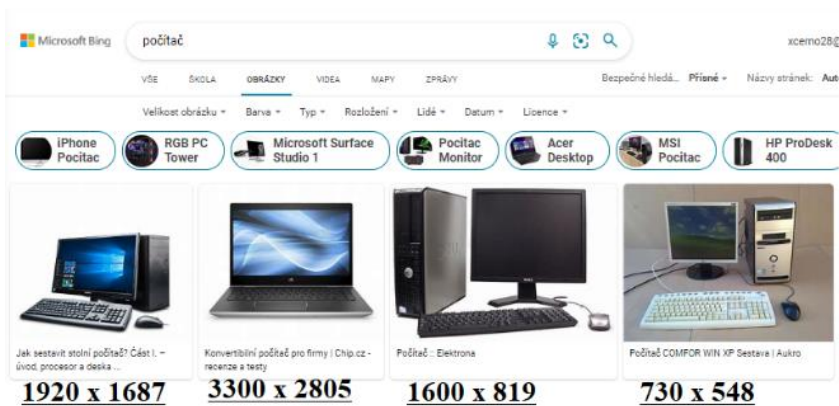 Microsoft Bing
počítač
xcerno28@
VŠE ŠKOLA OBRÁZKY VIDEA MAPY ZPRÁVY
Bezpečné hledá... Přísné Názvy stránek: Aut
Velikost obrázku Barva Typ Rozložení Lidé Datum Licence
iPhone Pocitac
RGB PC Tower
Microsoft Surface Studio 1
Pocitac Monitor
Acer Desktop
MSI Pocitac
HP ProDesk 400
Jak sestavit stolní počítač? Část I. –
úvod, procesor a deska ...
Konvertibilní počítač pro firmy | Chip.cz -
recenze a testy
Počítač :: Elektrona
Počítač COMFOR WIN XP Sestava | Aukro
1920 x 1687
3300 x 2805
1600 x 819
730 x 548